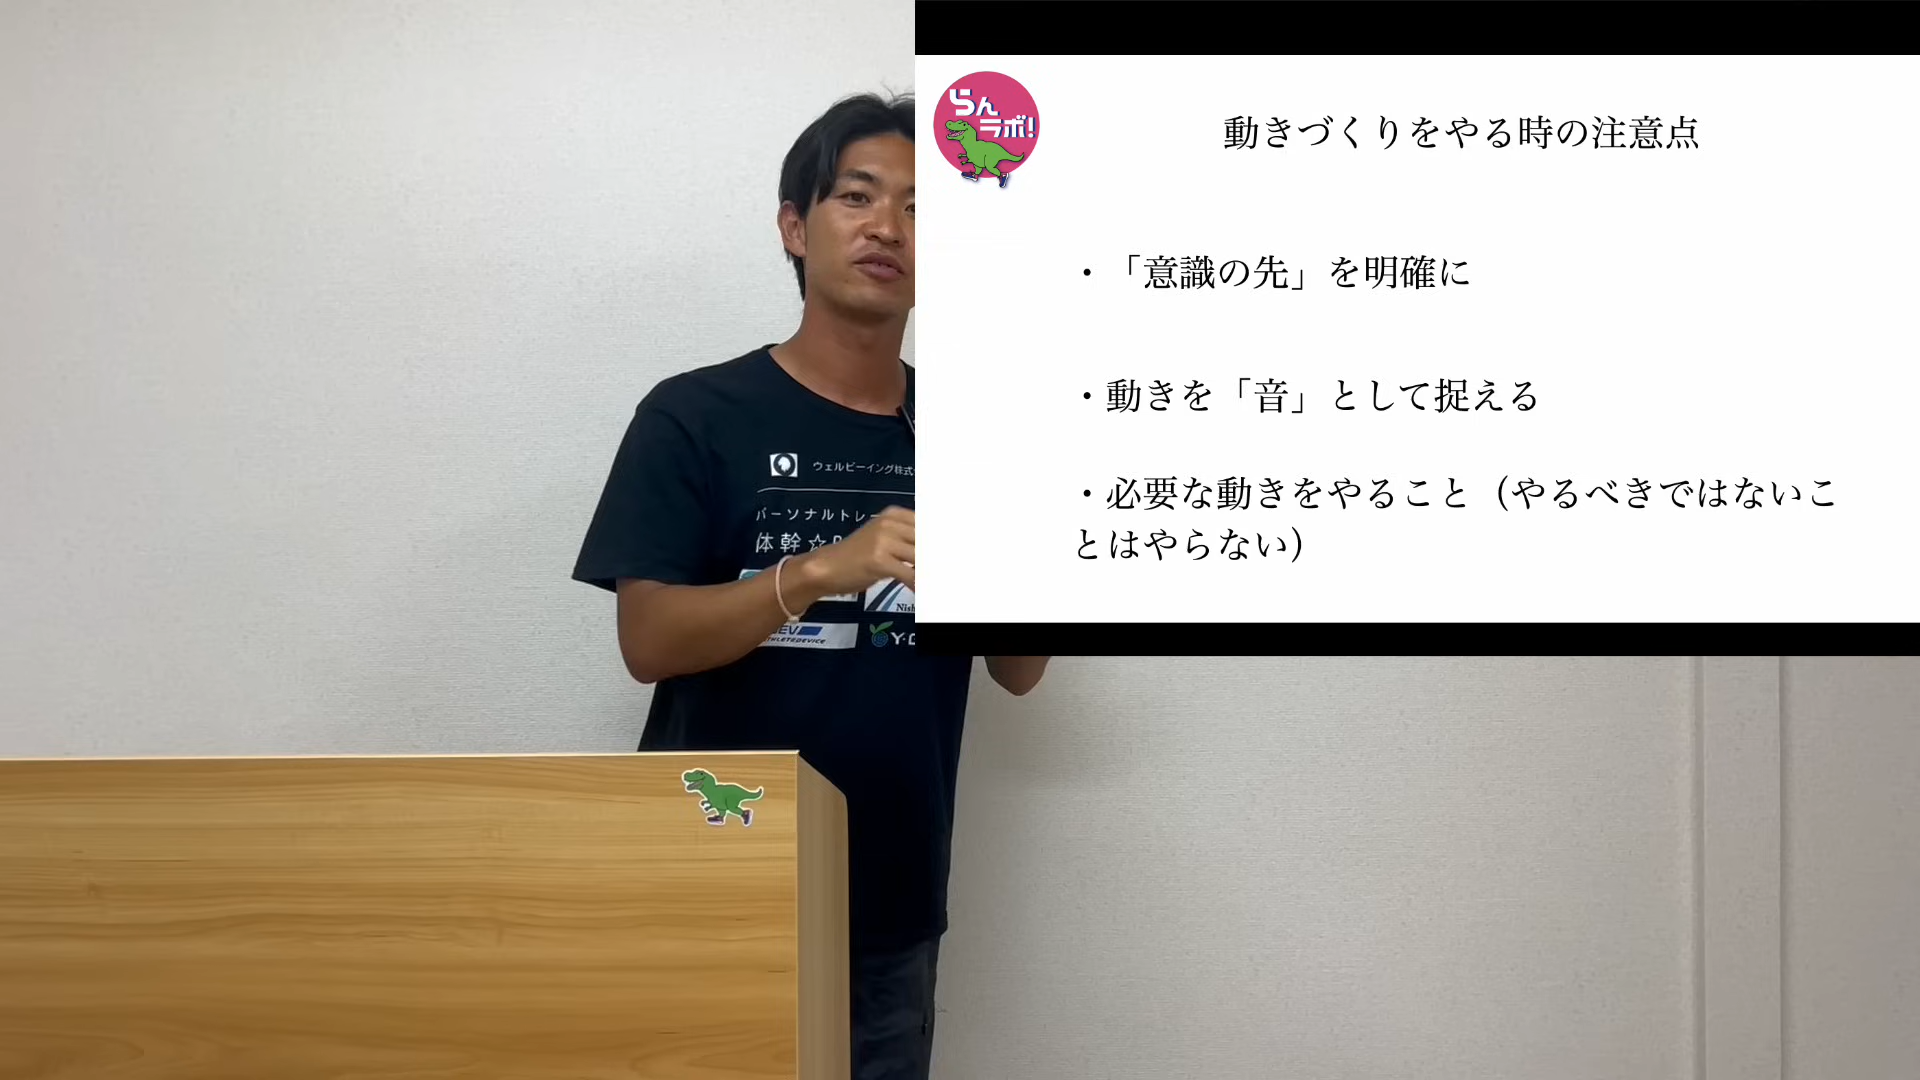 らん
ラボ!
動きづくりをやる時の注意点
・「意識の先」を明確に
・動きを「音」として捉える
・必要な動きをやること（やるべきではないこ
とはやらない）
ウェルビーイング株式
パーソナルトレー
体幹☆